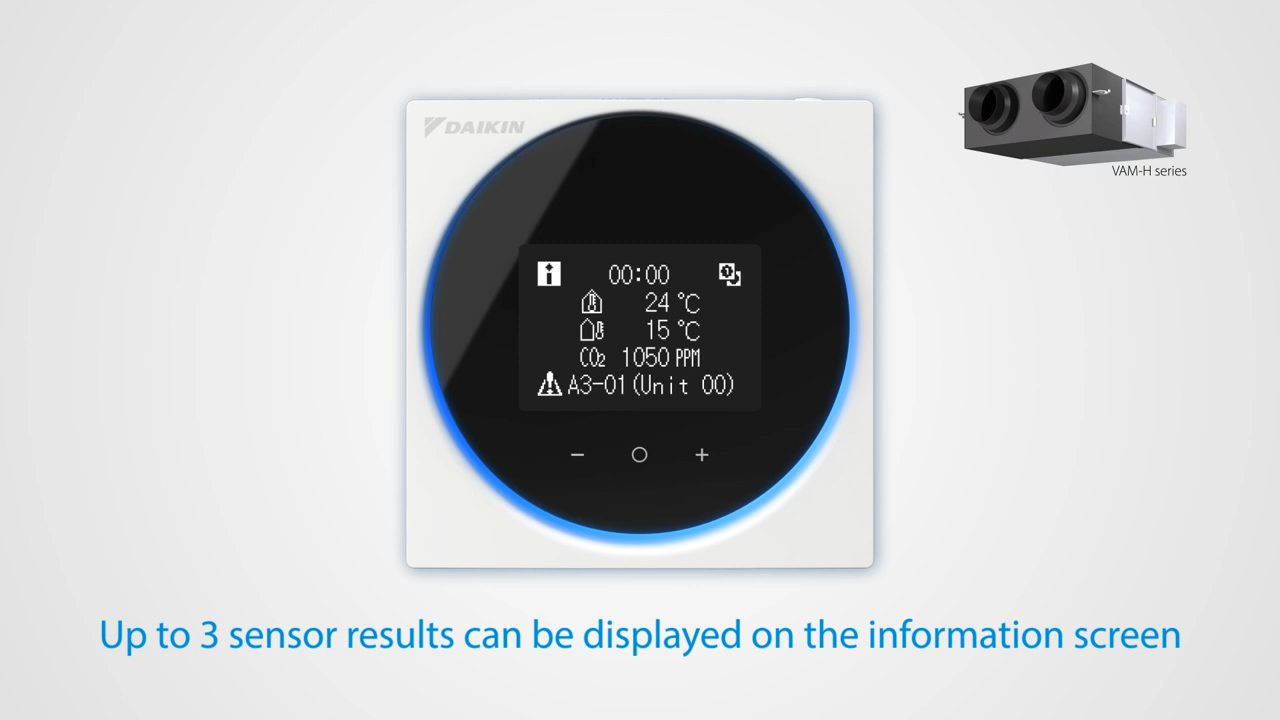 DAIKIN
VAM-H series
00:00
24 °C
15 °C
CO₂ 1050 PPM
A3-01(Unit 00)
− ○ +
Up to 3 sensor results can be displayed on the information screen